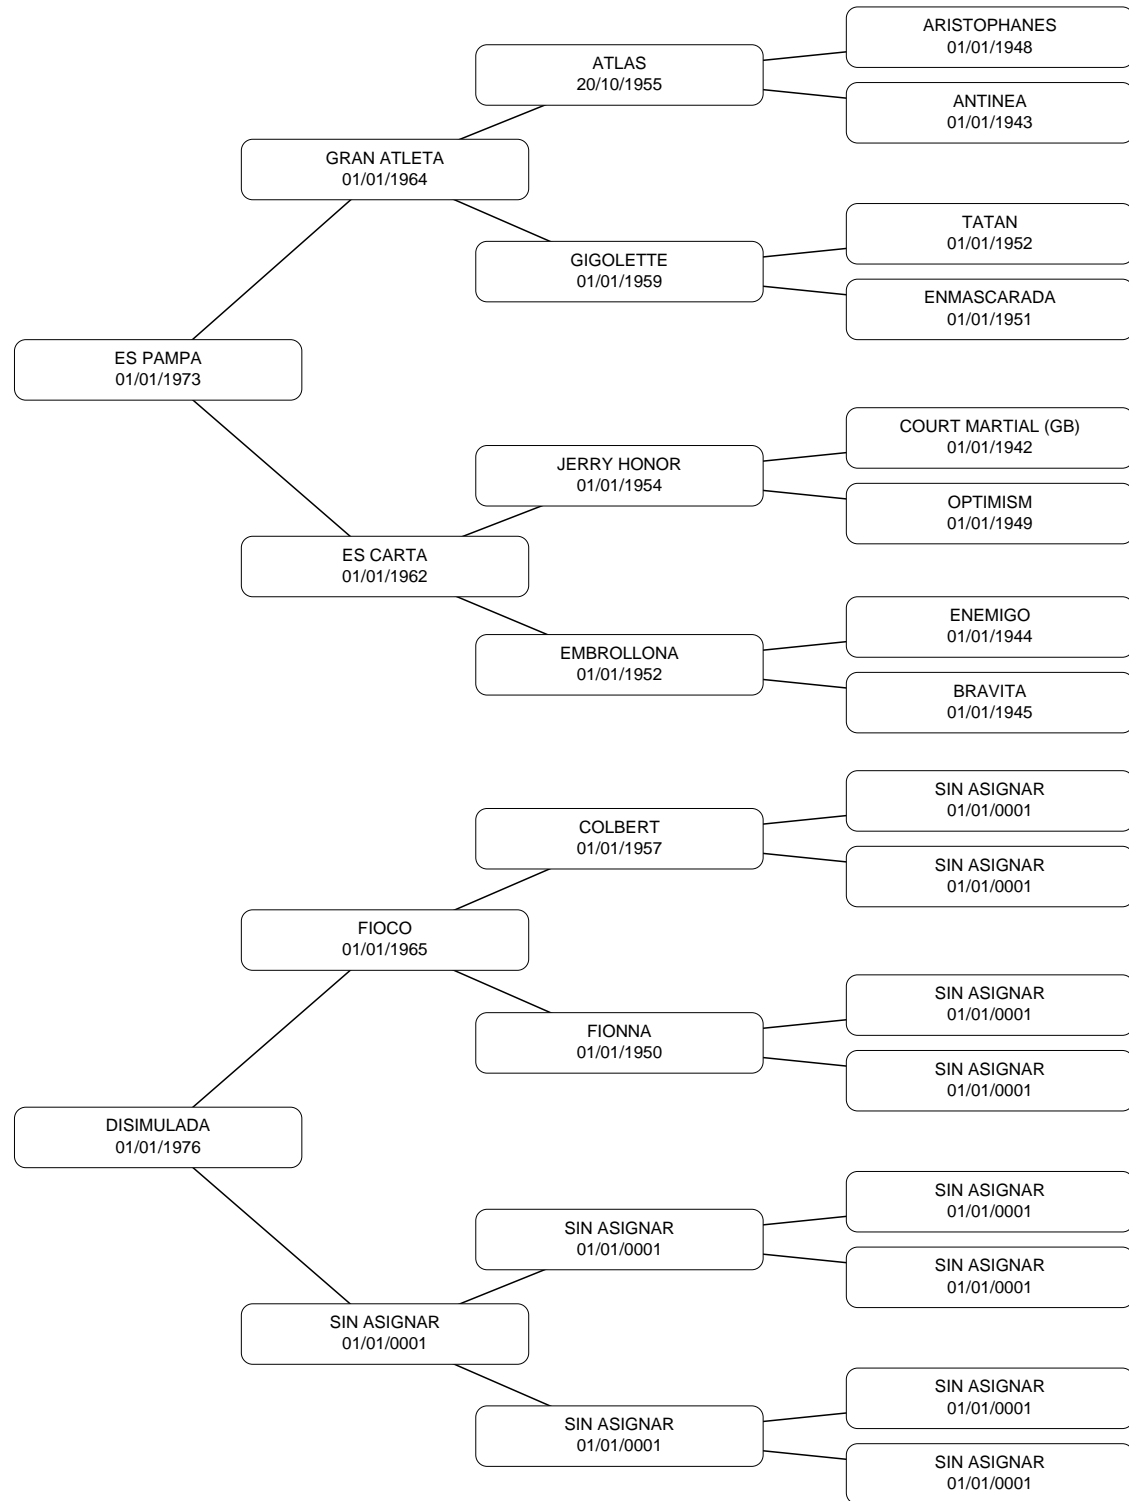 ARISTOPHANES
01/01/1948
ATLAS
20/10/1955
ANTINEA
01/01/1943
GRAN ATLETA
01/01/1964
TATAN
01/01/1952
GIGOLETTE
01/01/1959
ENMASCARADA
01/01/1951
ES PAMPA
01/01/1973
COURT MARTIAL (GB)
01/01/1942
JERRY HONOR
01/01/1954
OPTIMISM
01/01/1949
ES CARTA
01/01/1962
ENEMIGO
01/01/1944
EMBROLLONA
01/01/1952
BRAVITA
01/01/1945
SIN ASIGNAR
01/01/0001
COLBERT
01/01/1957
SIN ASIGNAR
01/01/0001
FIOCO
01/01/1965
SIN ASIGNAR
01/01/0001
FIONNA
01/01/1950
SIN ASIGNAR
01/01/0001
DISIMULADA
01/01/1976
SIN ASIGNAR
01/01/0001
SIN ASIGNAR
01/01/0001
SIN ASIGNAR
01/01/0001
SIN ASIGNAR
01/01/0001
SIN ASIGNAR
01/01/0001
SIN ASIGNAR
01/01/0001
SIN ASIGNAR
01/01/0001